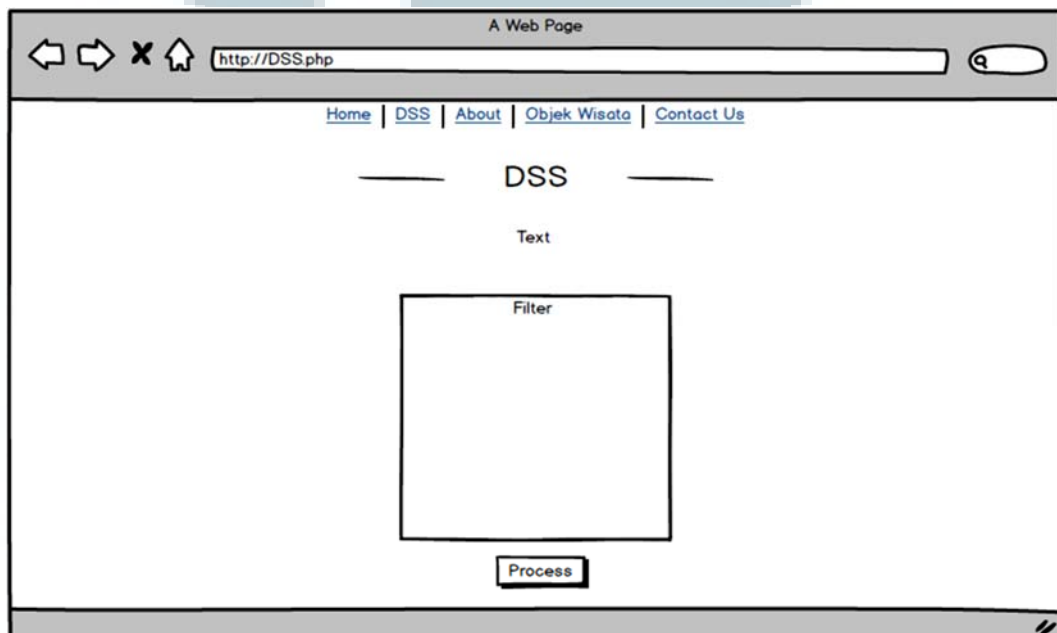 A Web Page
http://DSS.php
Home | DSS | About | Objek Wisata | Contact Us
DSS
Text
Filter
Process